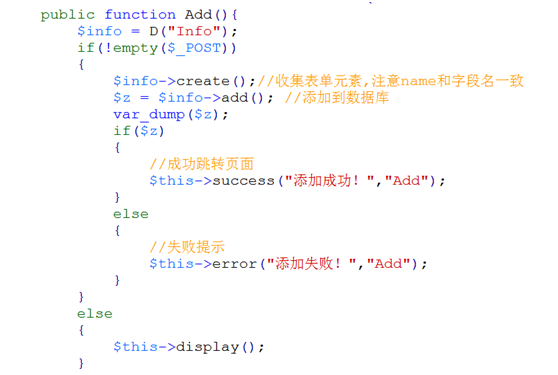 public function Add(){
$info = D("Info");
if(!empty($_POST))
{
$info->create();//收集表单元素,注意name和字段名一致
$z = $info->add(); //添加到数据库
var_dump($z);
if($z)
{
//成功跳转页面
$this->success("添加成功！","Add");
}
else
{
//失败提示
$this->error("添加失败！","Add");
}
}
else
{
$this->display();
}